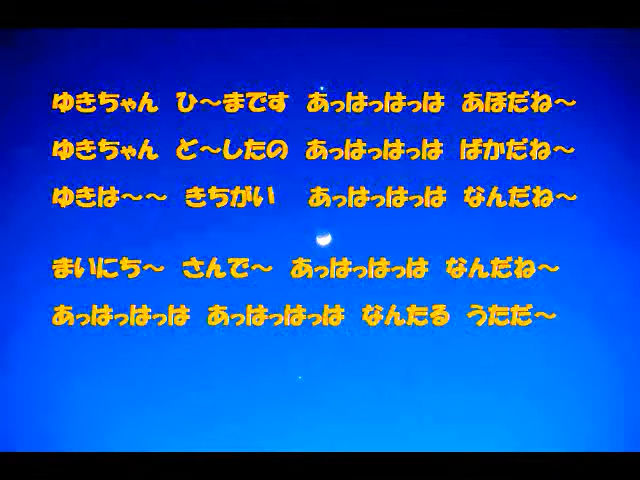 ゆきちゃん ひ〜まです あっはっはっは あほだね〜
ゆきちゃん ど〜したの あっはっはっは ばかだね〜
ゆきは〜〜 きちがい あっはっはっは なんだね〜
まいにち〜 さんで〜 あっはっはっは なんだね〜
あっはっはっは あっはっはっは なんたる うただ〜